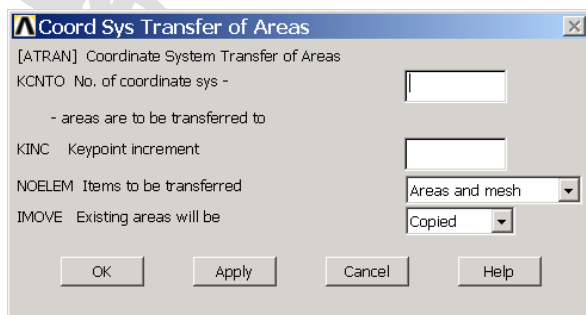 Coord Sys Transfer of Areas
[ATRAN] Coordinate System Transfer of Areas
KCNTO No. of coordinate sys -
- areas are to be transferred to
KINC Keypoint increment
NOELEM Items to be transferred Areas and mesh
IMOVE Existing areas will be Copied
OK Apply Cancel Help